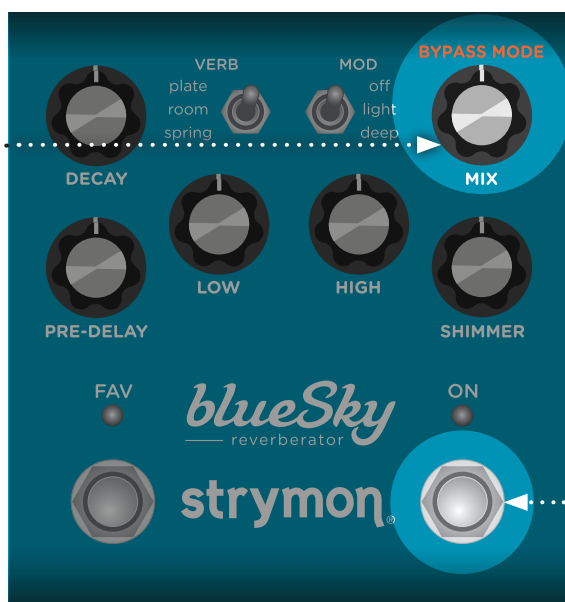 BYPASS MODE
VERB
MOD
plate
room
spring
off
light
deep
DECAY
MIX
LOW
HIGH
PRE-DELAY
SHIMMER
FAV
ON
blueSky
reverberator
strymon®